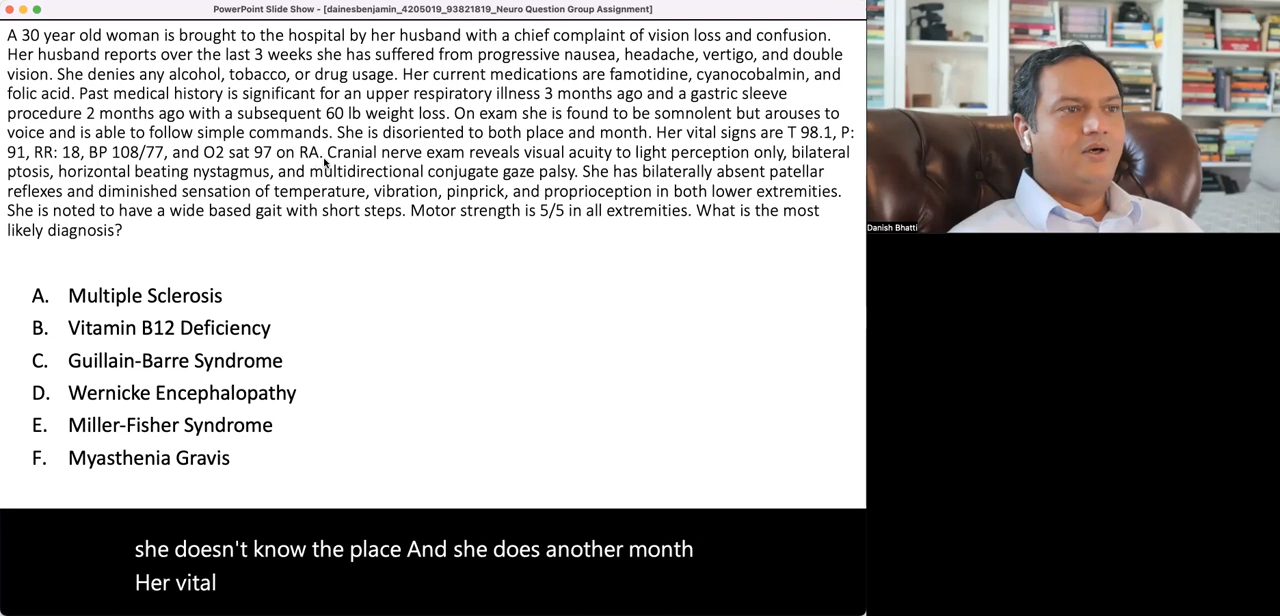 PowerPoint Slide Show - [dainesbenjamin_4205019_93821819_Neuro Question Group Assignment]
A 30 year old woman is brought to the hospital by her husband with a chief complaint of vision loss and confusion.
Her husband reports over the last 3 weeks she has suffered from progressive nausea, headache, vertigo, and double
vision. She denies any alcohol, tobacco, or drug usage. Her current medications are famotidine, cyanocobalmin, and
folic acid. Past medical history is significant for an upper respiratory illness 3 months ago and a gastric sleeve
procedure 2 months ago with a subsequent 60 lb weight loss. On exam she is found to be somnolent but arouses to
voice and is able to follow simple commands. She is disoriented to both place and month. Her vital signs are T 98.1, P:
91, RR: 18, BP 108/77, and O2 sat 97 on RA. Cranial nerve exam reveals visual acuity to light perception only, bilateral
ptosis, horizontal beating nystagmus, and multidirectional conjugate gaze palsy. She has bilaterally absent patellar
reflexes and diminished sensation of temperature, vibration, pinprick, and proprioception in both lower extremities.
She is noted to have a wide based gait with short steps. Motor strength is 5/5 in all extremities. What is the most
likely diagnosis?
A. Multiple Sclerosis
B. Vitamin B12 Deficiency
C. Guillain-Barre Syndrome
D. Wernicke Encephalopathy
E. Miller-Fisher Syndrome
F. Myasthenia Gravis
Danish Bhatti
she doesn't know the place And she does another month
Her vital